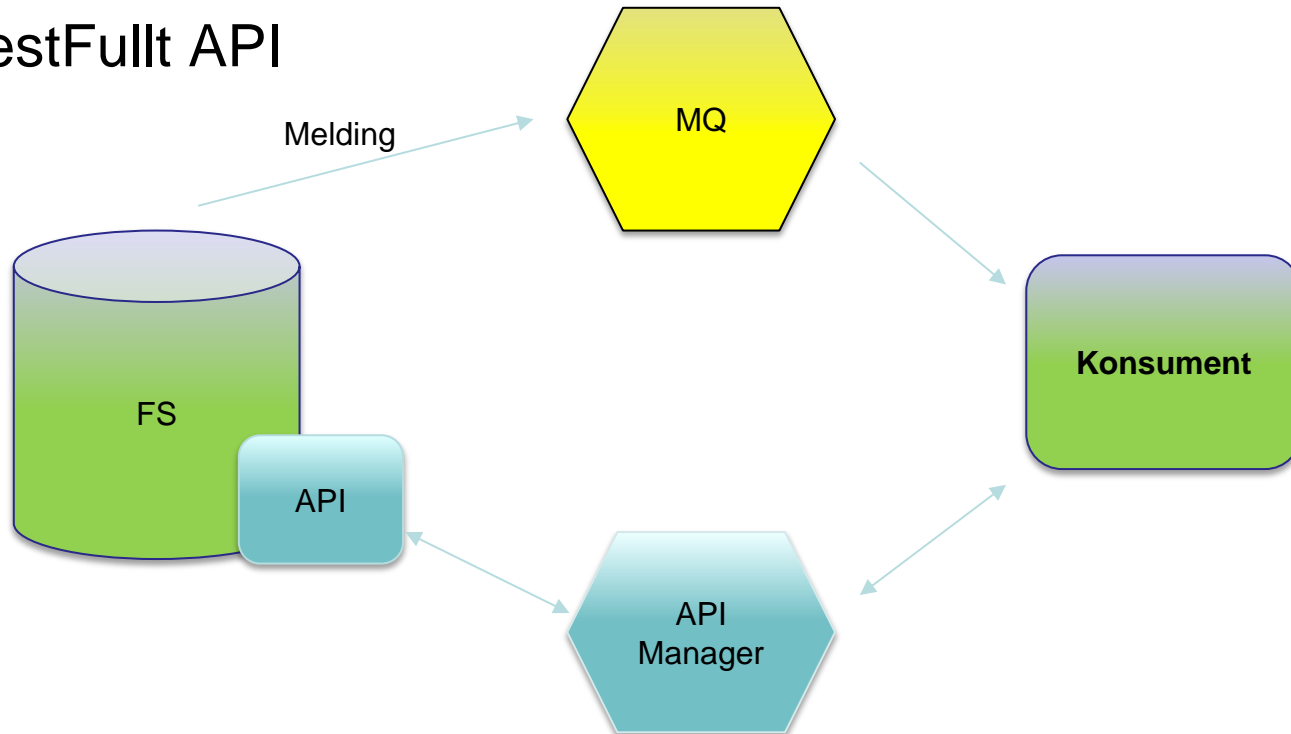 estFullt API
MQ
Melding
Konsument
FS
API
API
Manager